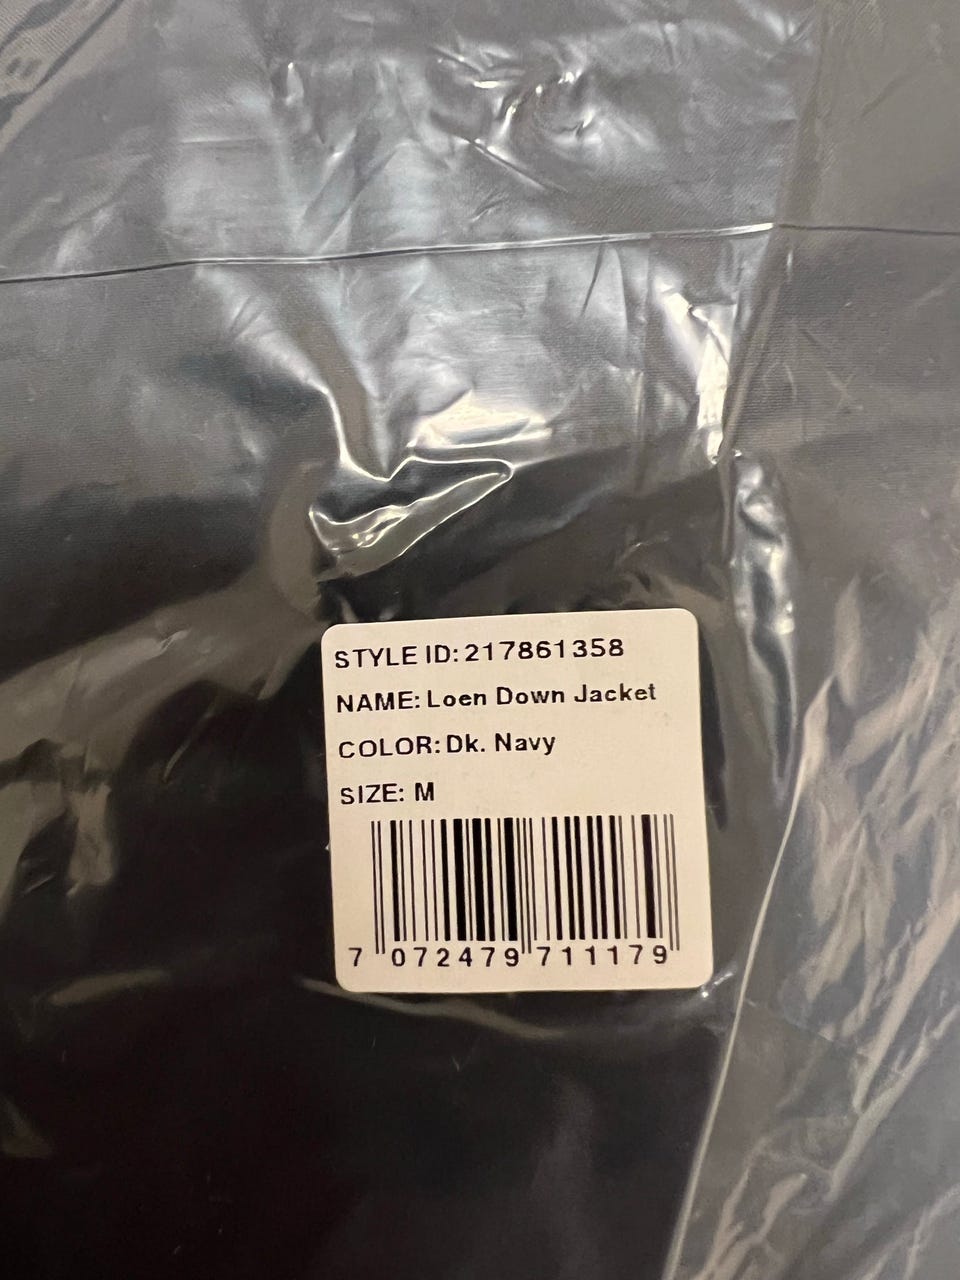 STYLE ID: 217861358
NAME: Loen Down Jacket
COLOR: Dk. Navy
SIZE: M
7 072479 711179